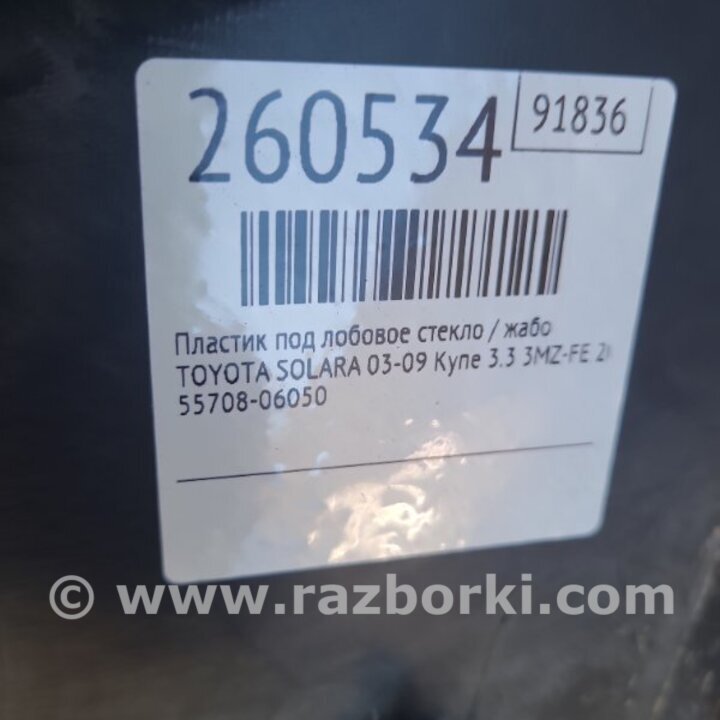 260534
91836
Пластик под лобовое стекло / жабо
TOYOTA SOLARA 03-09 Купе 3.3 3MZ-FE
55708-06050
© www.razborki.com